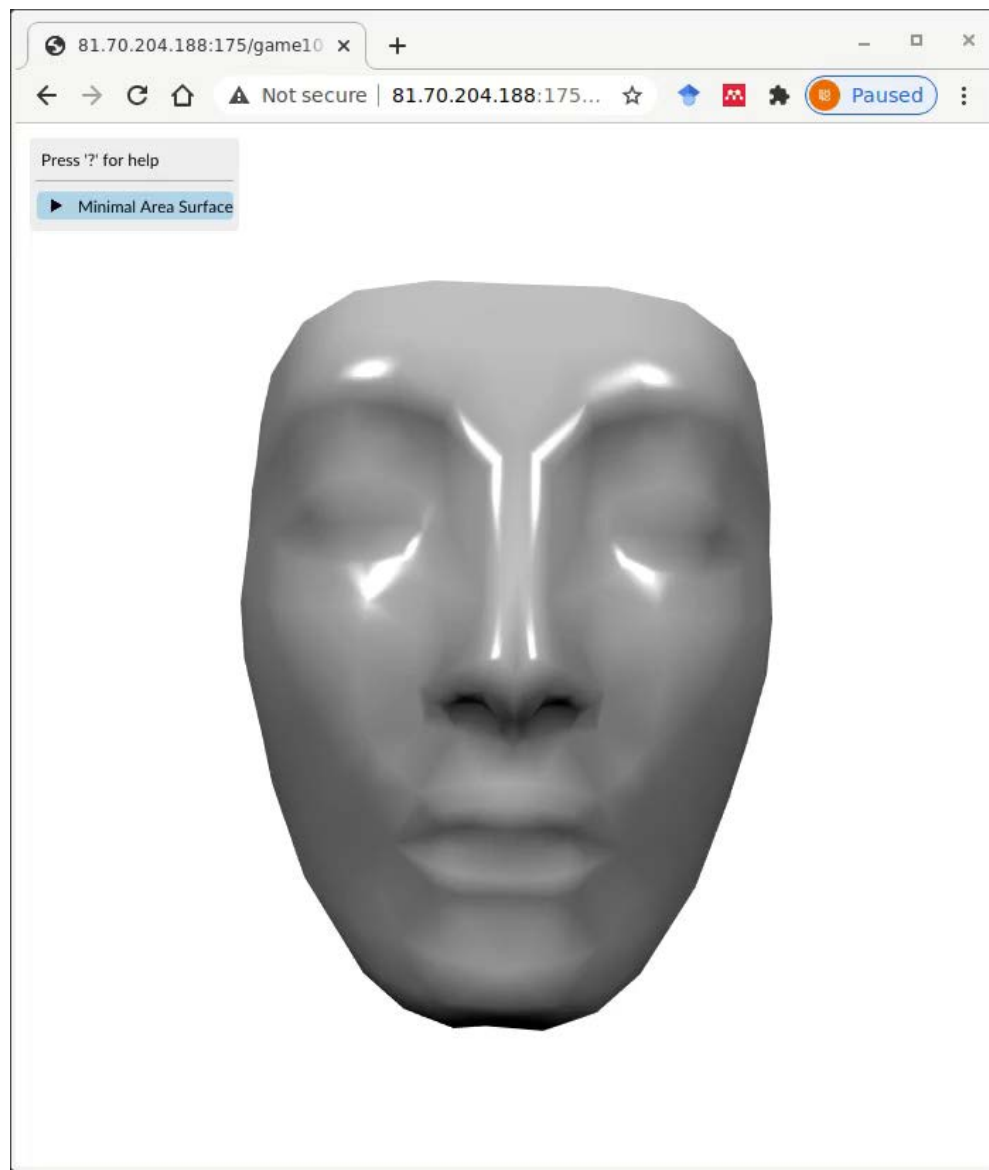 81.70.204.188:175/game10
Not secure | 81.70.204.188:175... Paused
Press '?' for help
Minimal Area Surface